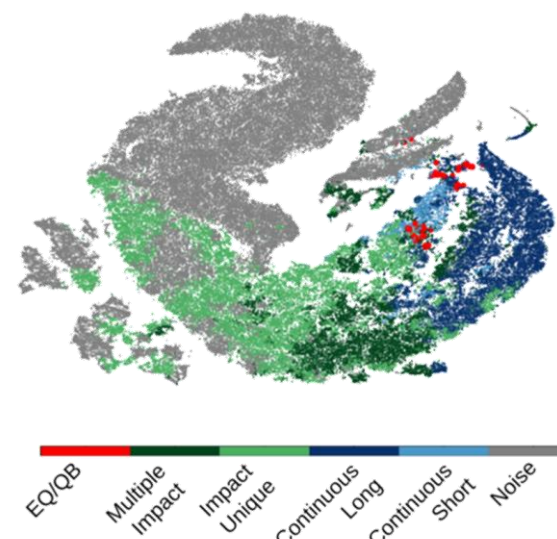 EQ/QB
Multiple
Impact
Impact
Unique
Continuous
Long
Continuous
Short
Noise